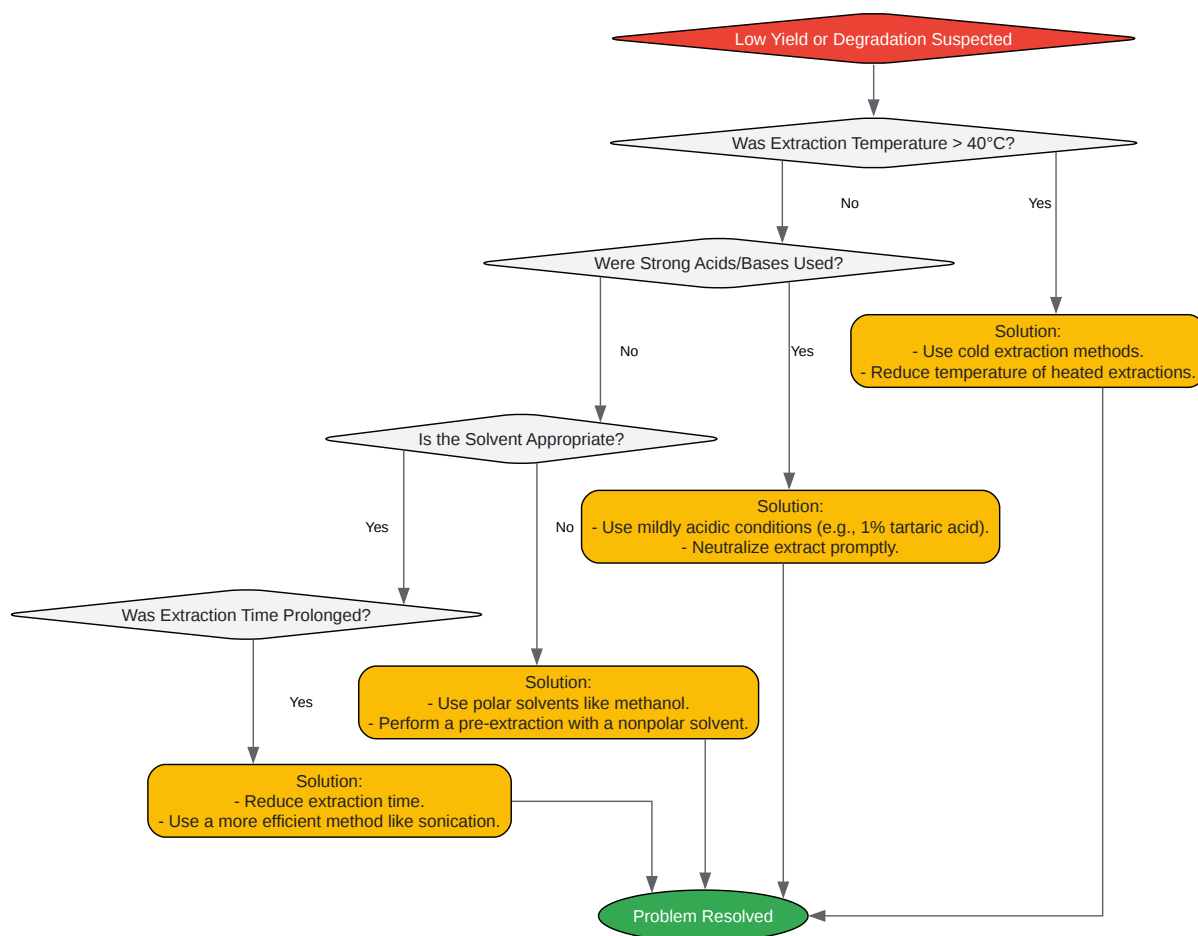 Low Yield or Degradation Suspected
Was Extraction Temperature > 40°C?
No
Yes
Were Strong Acids/Bases Used?
Solution:
- Use cold extraction methods.
- Reduce temperature of heated extractions.
No
Yes
Is the Solvent Appropriate?
Solution:
- Use mildly acidic conditions (e.g., 1% tartaric acid).
- Neutralize extract promptly.
Yes
No
Was Extraction Time Prolonged?
Solution:
- Use polar solvents like methanol.
- Perform a pre-extraction with a nonpolar solvent.
Yes
Solution:
- Reduce extraction time.
- Use a more efficient method like sonication.
Problem Resolved